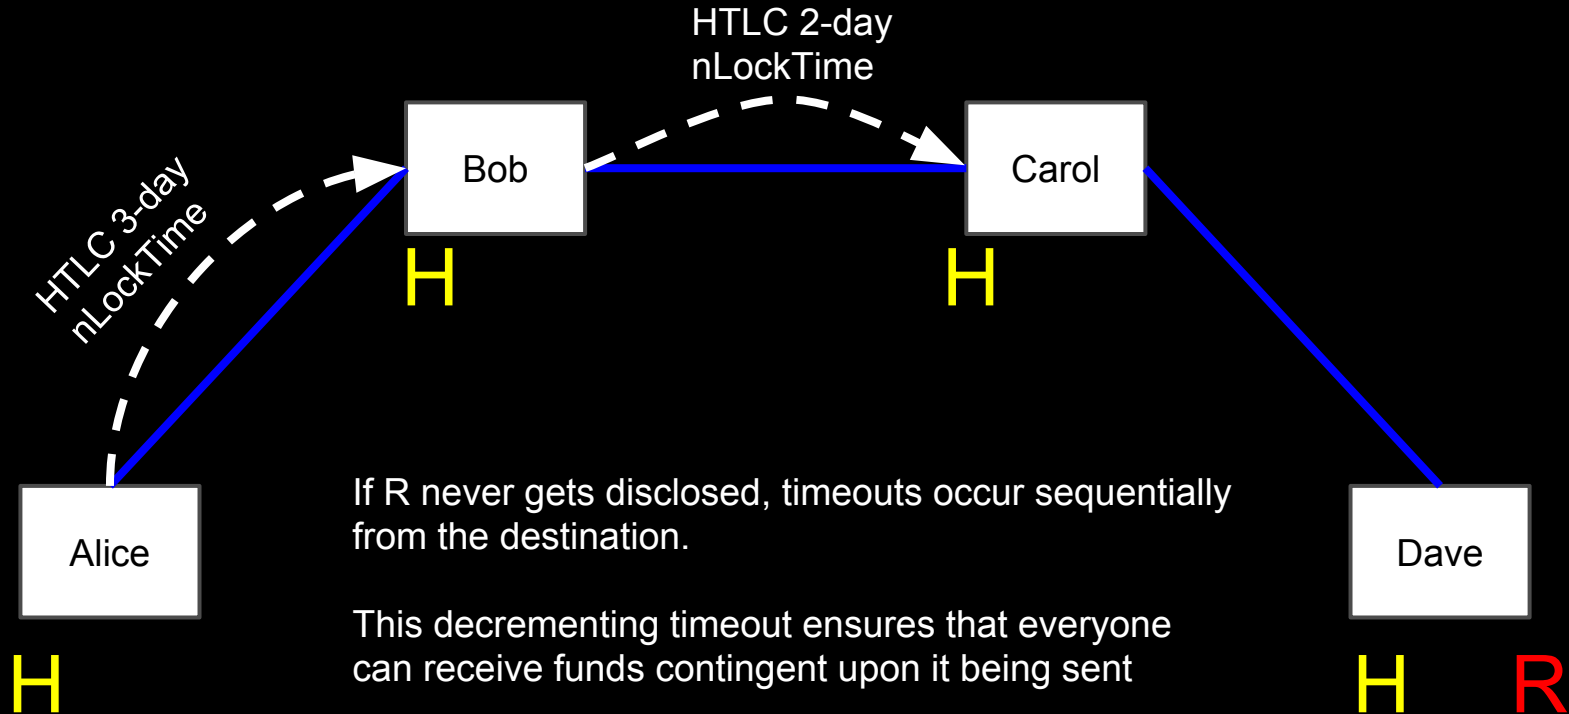 HTLC 2-day
nLockTime
HTLC 3-day
nLockTime
Bob
Carol
H
H
Alice
Dave
If R never gets disclosed, timeouts occur sequentially
from the destination.
This decrementing timeout ensures that everyone
can receive funds contingent upon it being sent
H
H
R